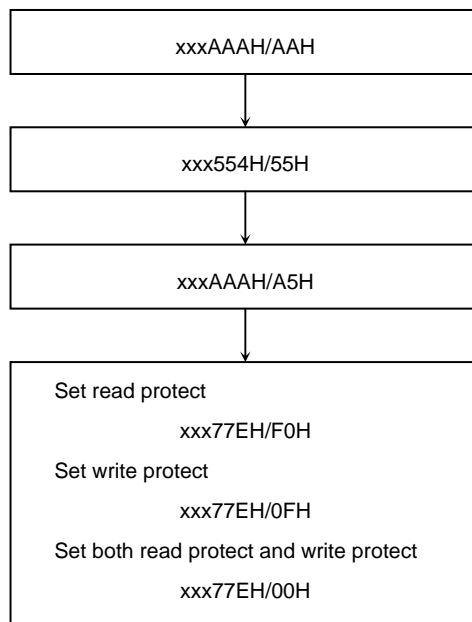 xxxAAAH/AAH
xxx554H/55H
xxxAAAH/A5H
Set read protect
xxx77EH/F0H
Set write protect
xxx77EH/0FH
Set both read protect and write protect
xxx77EH/00H